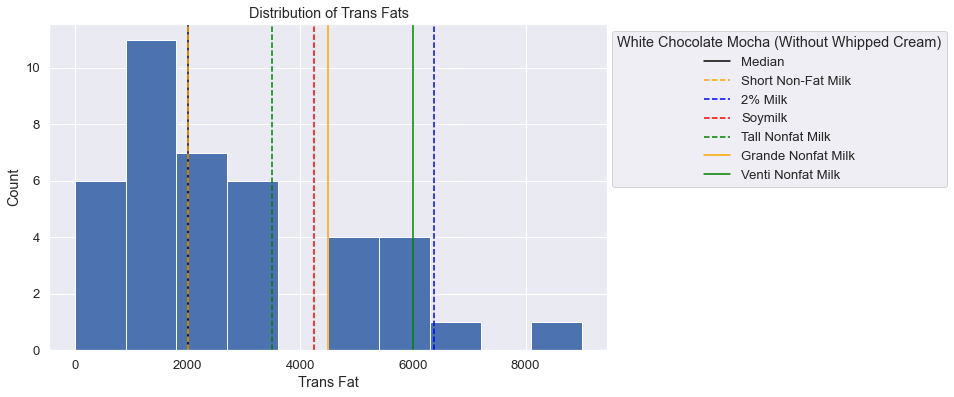 Distribution of Trans Fats
White Chocolate Mocha (Without Whipped Cream)
Median
Short Non-Fat Milk
2% Milk
Soymilk
Tall Nonfat Milk
Grande Nonfat Milk
Venti Nonfat Milk
Count
10
8
6
4
2
0
0 2000 4000 6000 8000
Trans Fat